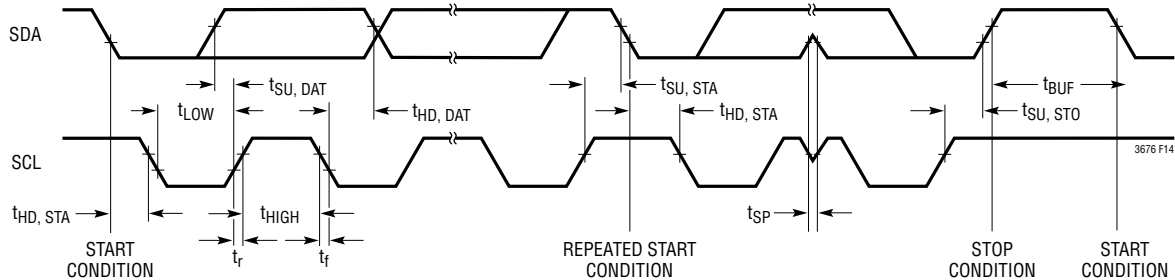 SDA
tSU, DAT
tSU, STA
tBUF
tLOW
tHD, DAT
tHD, STA
tSU, STO
SCL
3676 F14
tHD, STA
tHIGH
tSP
tr
tf
START
CONDITION
REPEATED START
CONDITION
STOP
CONDITION
START
CONDITION